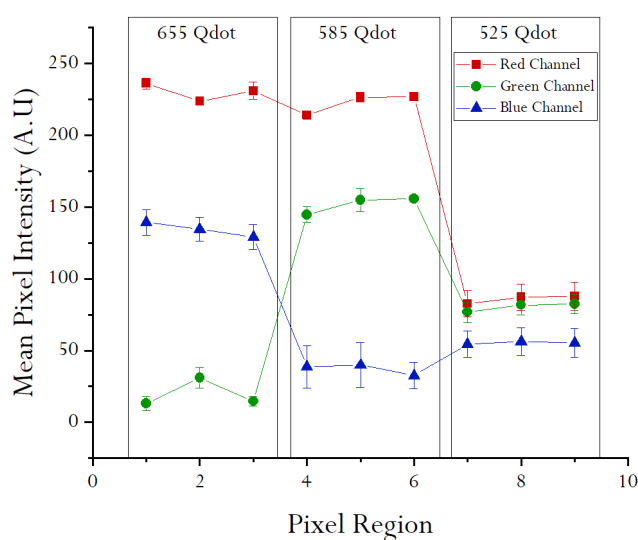 655 Qdot
585 Qdot
525 Qdot
Red Channel
Green Channel
Blue Channel
Mean Pixel Intensity (A.U)
250
200
150
100
50
0
0
2
4
6
8
10
Pixel Region